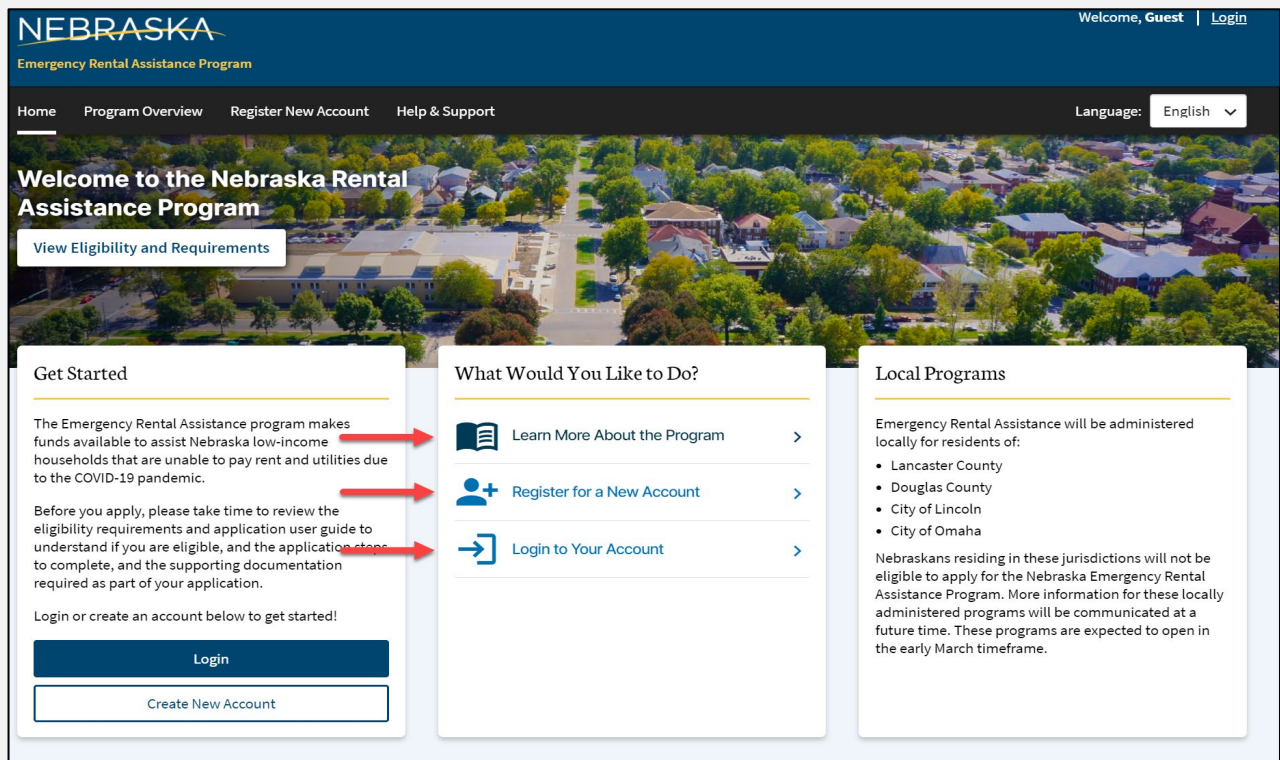 NEBRASKA
Welcome, Guest | Login
Emergency Rental Assistance Program
Home Program Overview Register New Account Help & Support Language: English
Welcome to the Nebraska Rental
Assistance Program
View Eligibility and Requirements
Get Started
The Emergency Rental Assistance program makes
funds available to assist Nebraska low-income
households that are unable to pay rent and utilities due
to the COVID-19 pandemic.
Before you apply, please take time to review the
eligibility requirements and application user guide to
understand if you are eligible, and the application steps
to complete, and the supporting documentation
required as part of your application.
Login or create an account below to get started!
Login
Create New Account
What Would You Like to Do?
Learn More About the Program
Register for a New Account
Login to Your Account
Local Programs
Emergency Rental Assistance will be administered
locally for residents of:
• Lancaster County
• Douglas County
• City of Lincoln
• City of Omaha
Nebraskans residing in these jurisdictions will not be
eligible to apply for the Nebraska Emergency Rental
Assistance Program. More information for these locally
administered programs will be communicated at a
future time. These programs are expected to open in
the early March timeframe.